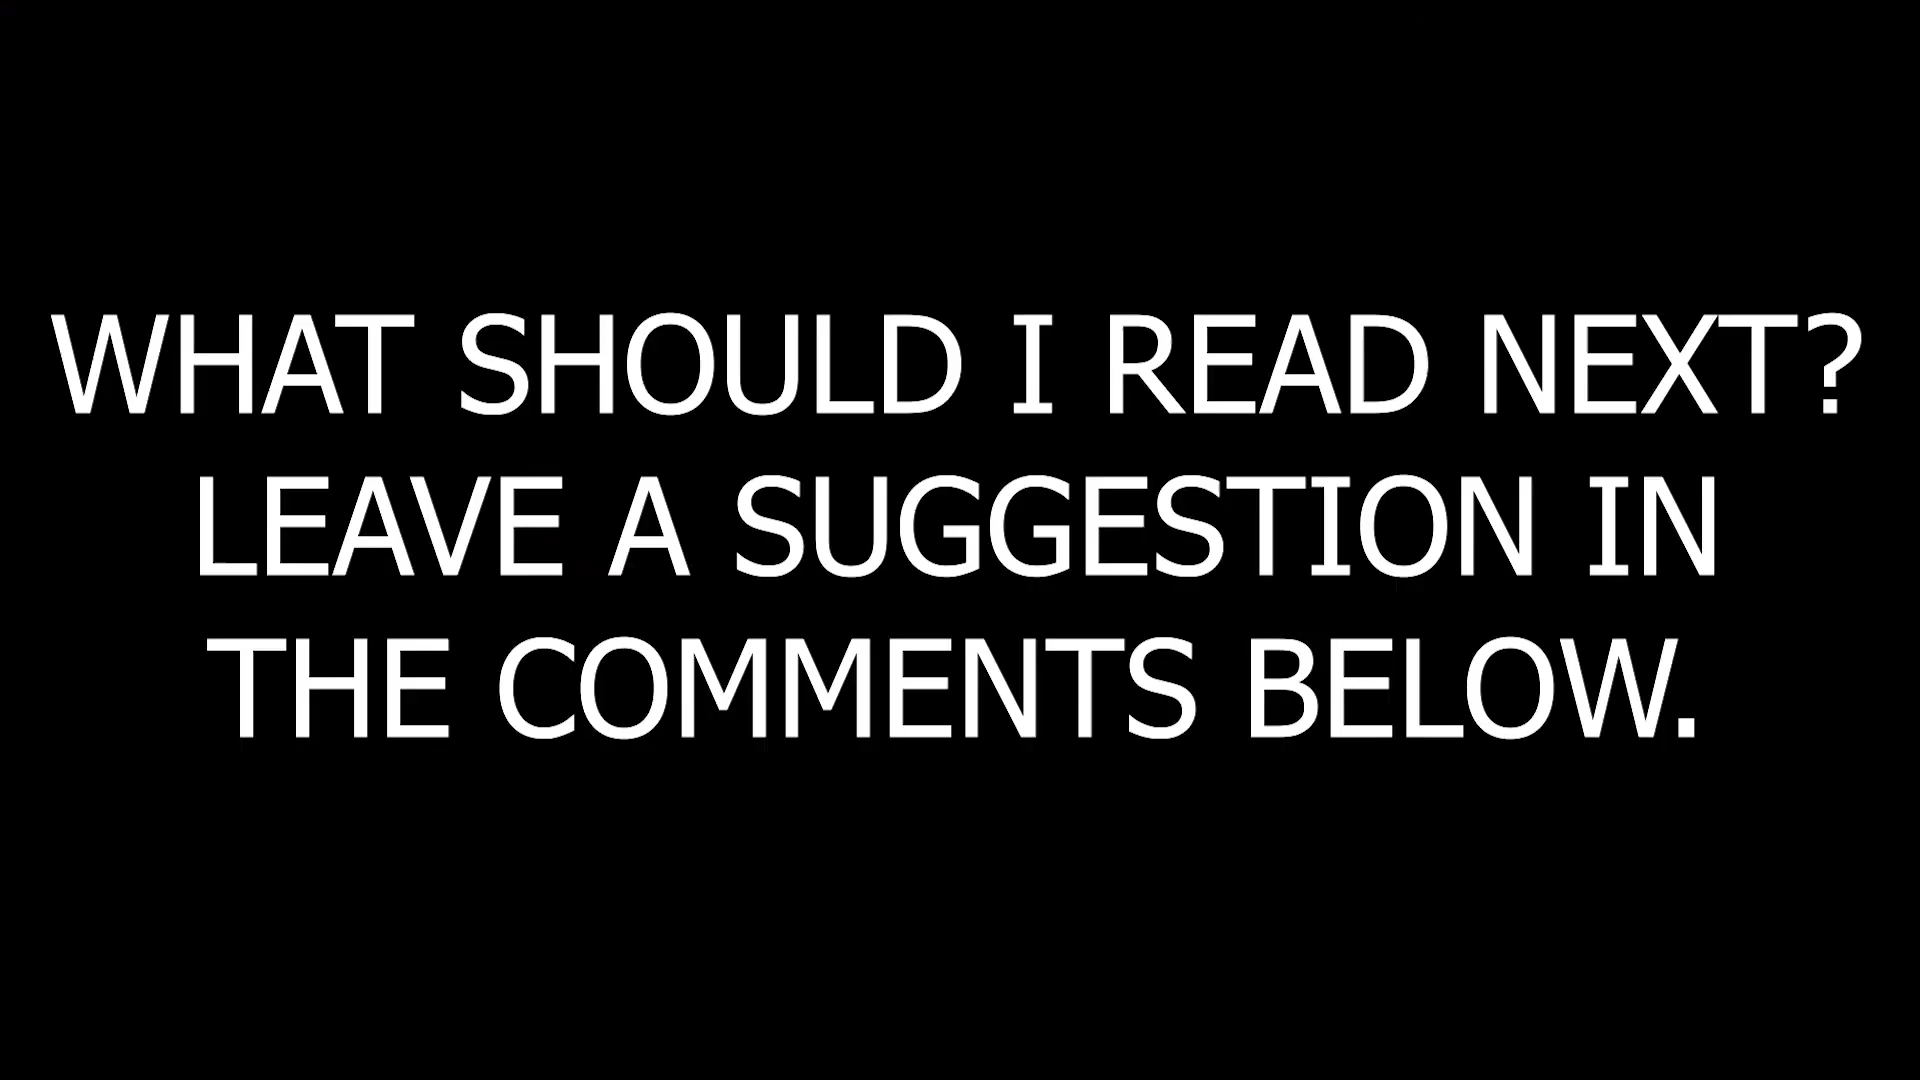 WHAT SHOULD I READ NEXT?
LEAVE A SUGGESTION IN
THE COMMENTS BELOW.